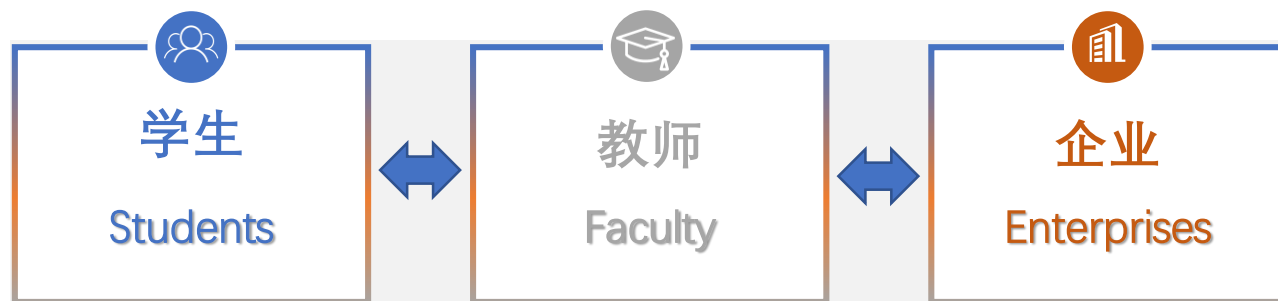 学生
Students
教师
Faculty
企业
Enterprises